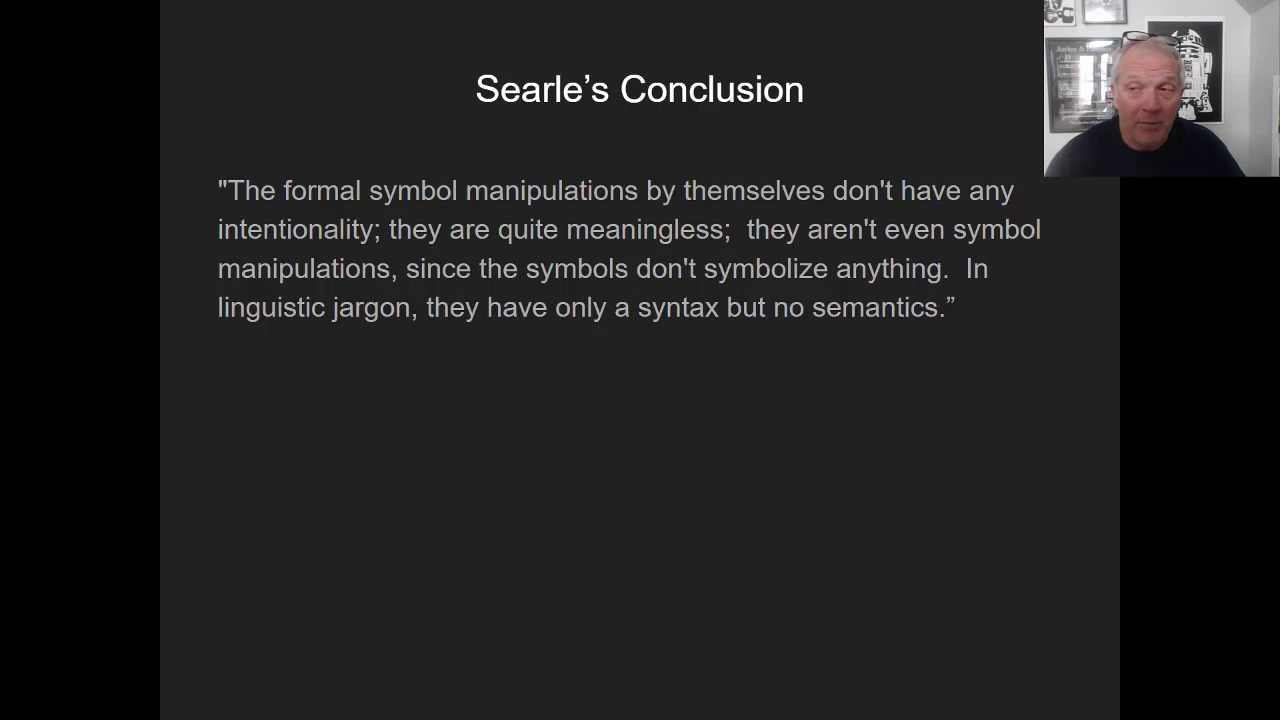 Searle’s Conclusion
"The formal symbol manipulations by themselves don't have any
intentionality; they are quite meaningless;  they aren't even symbol
manipulations, since the symbols don't symbolize anything.  In
linguistic jargon, they have only a syntax but no semantics.”